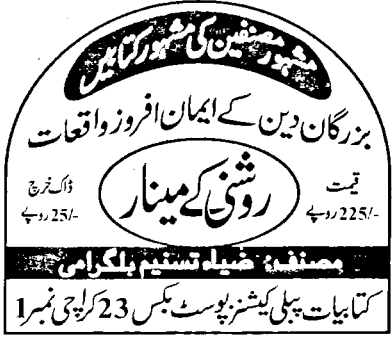 مشہور مصنفین کی مشہور کتابیں
بزرگان دین کے ایمان افروز واقعات
روشنی کے مینار
قیمت
225/- روپے
ڈاک خرچ
25/- روپے
مصنف: ضیاء تسنیم بلگرامی
کتابیات پبلی کیشنز پوسٹ بکس 23 کراچی نمبر 1